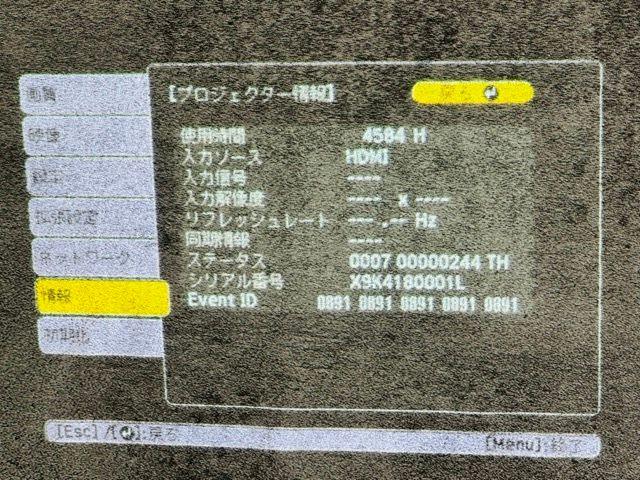 画質
映像
設定
拡張設定
ネットワーク
情報
初期化
[プロジェクター情報]
戻る
使用時間 4584 H
入力ソース HDMI
入力信号 ----
入力解像度 ---- x ----
リフレッシュレート --- .-- Hz
同期情報 ----
ステータス 0007 00000244 TH
シリアル番号 X9K4180001L
Event ID 0891 0891 0891 0891 0891
[Esc] /[ ]:戻る
[Menu]:終了